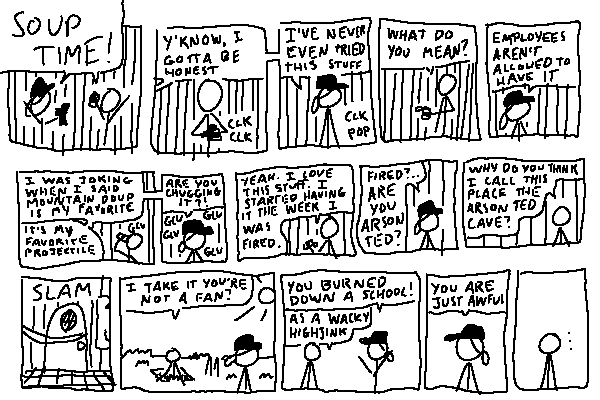 SOUP
TIME!
Y'KNOW, I
GOTTA BE
HONEST
CLK
CLK
I'VE NEVER
EVEN TRIED
THIS STUFF
CLK
POP
WHAT DO
YOU MEAN?
EMPLOYEES
AREN'T
ALLOWED TO
HAVE IT
I WAS JOKING
WHEN I SAID
MOUNTAIN DOUP
IS MY FAVORITE
IT'S MY
FAVORITE
PROJECTILE
GLU
ARE YOU
CHUGGING
IT?!
GLU
GLU
GLU
GLU
YEAH. I LOVE
THIS STUFF. I
STARTED HAVING
IT THE WEEK I
WAS
FIRED.
FIRED?..
ARE
YOU
ARSON
TED?
WHY DO YOU THINK
I CALL THIS
PLACE THE
ARSON TED
CAVE?
SLAM
I TAKE IT YOU'RE
NOT A FAN?
YOU BURNED
DOWN A SCHOOL!
AS A WACKY
HIGHJINK
YOU ARE
JUST AWFUL
...